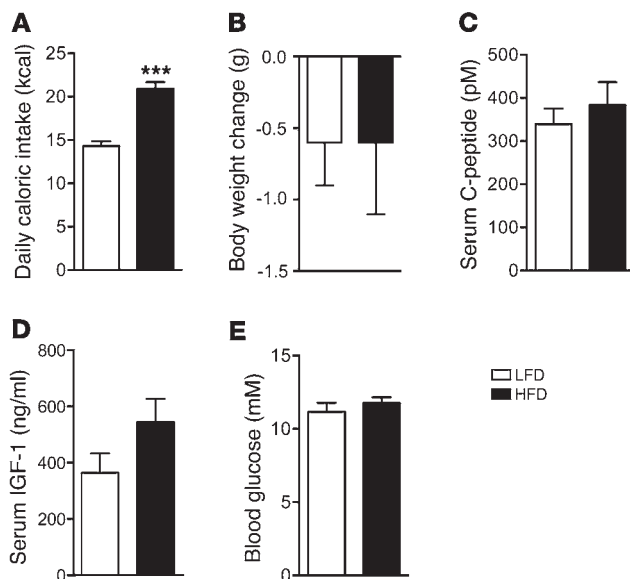 A
Daily caloric intake (kcal)
25
20
15
10
5
0
***
B
Body weight change (g)
0.0
-0.5
-1.0
-1.5
C
Serum C-peptide (pM)
500
400
300
200
100
0
D
Serum IGF-1 (ng/ml)
800
600
400
200
0
E
Blood glucose (mM)
15
10
5
0
LFD
HFD